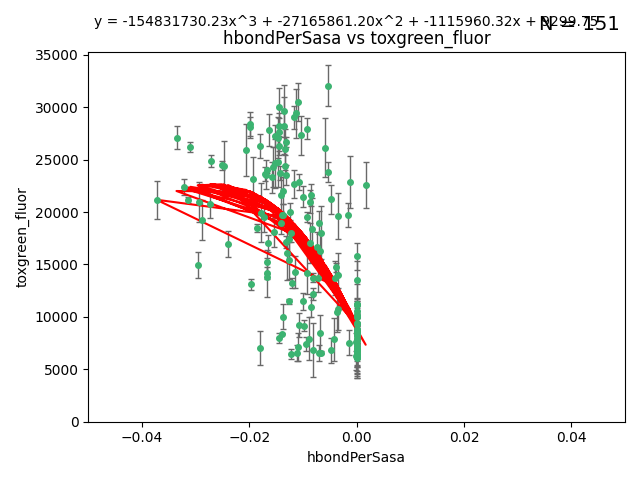 y = -154831730.23x^3 + -27165861.20x^2 + -1115960.32x + 9299.75
N = 151
hbondPerSasa vs toxgreen_fluor
35000
30000
25000
20000
15000
10000
5000
0
toxgreen_fluor
-0.04 -0.02 0.00 0.02 0.04
hbondPerSasa